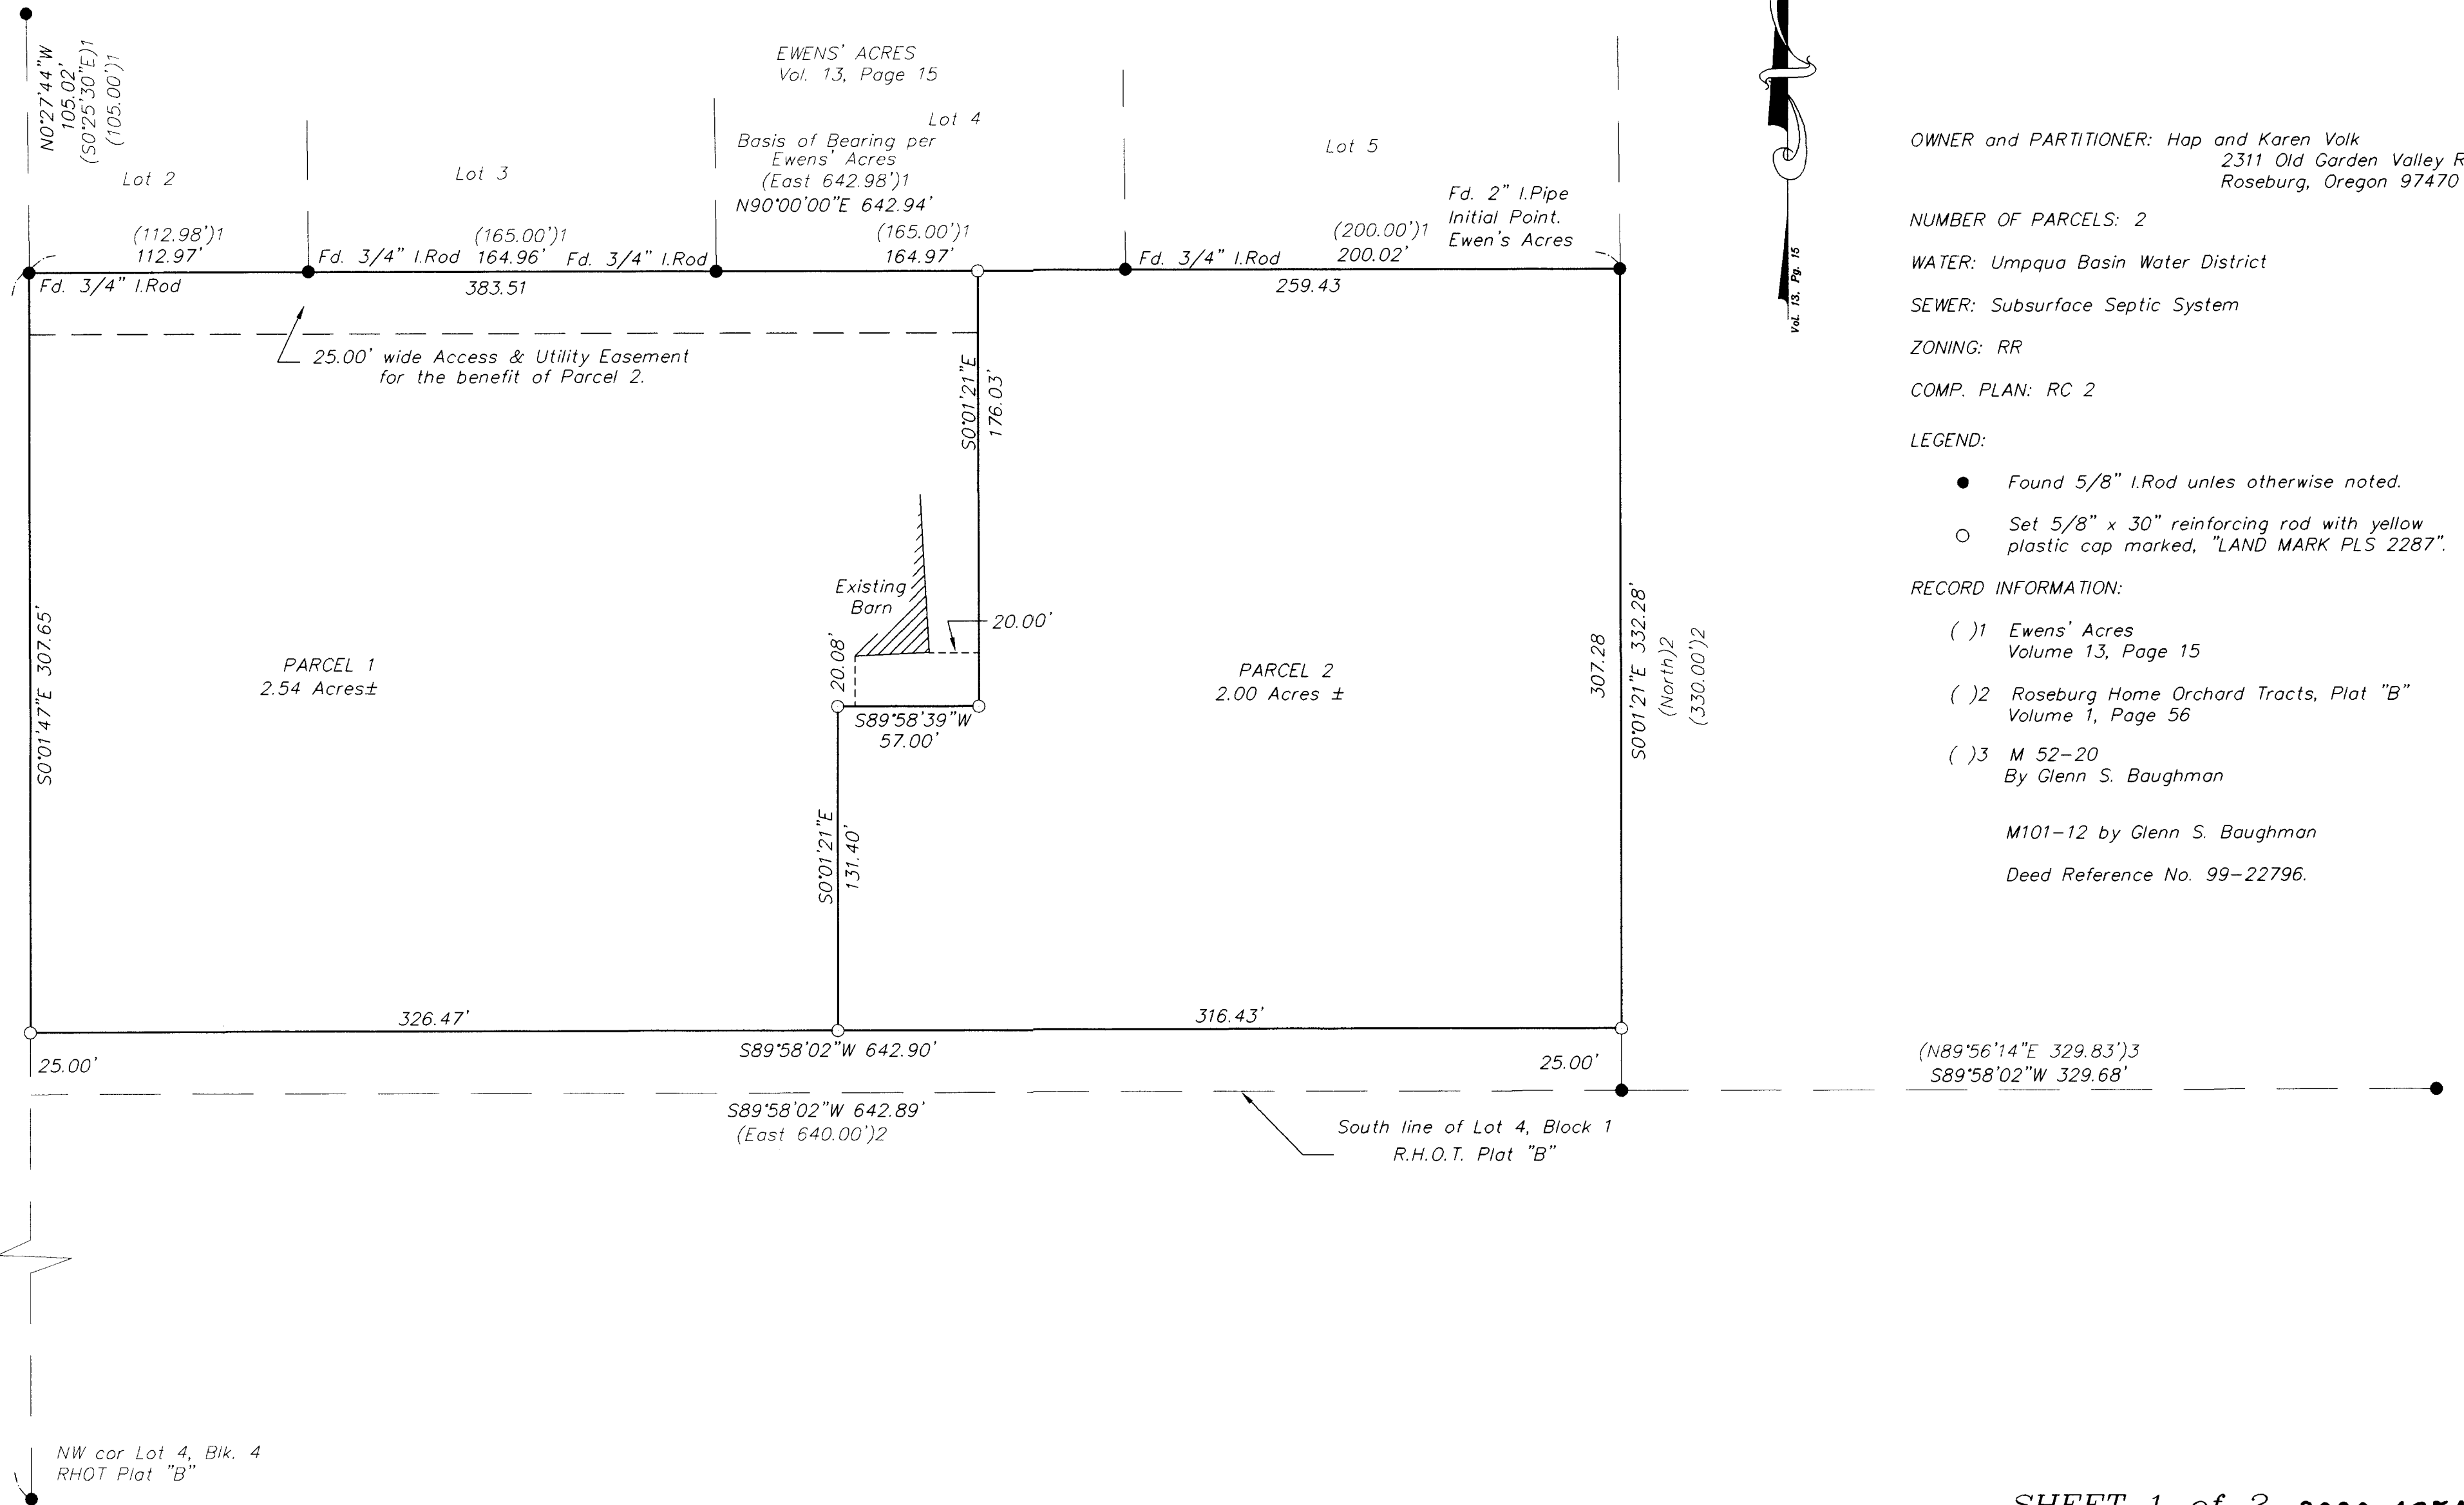 N0°27'44"W
105.02'
(S0°25'30"E)1
(105.00')1
EWENS' ACRES
Vol. 13, Page 15
Lot 2
Lot 3
Lot 4
Lot 5
Basis of Bearing per
Ewens' Acres
(East 642.98')1
N90°00'00"E 642.94'
Fd. 2" I.Pipe
Initial Point.
Ewen's Acres
(112.98')1
112.97'
(165.00')1
164.96'
(165.00')1
164.97'
(200.00')1
200.02'
Fd. 3/4" I.Rod
Fd. 3/4" I.Rod
Fd. 3/4" I.Rod
Fd. 3/4" I.Rod
383.51
259.43
25.00' wide Access & Utility Easement
for the benefit of Parcel 2.
S0°01'21"E
176.03'
Existing
Barn
20.00'
20.08'
S0°01'47"E 307.65'
PARCEL 1
2.54 Acres±
PARCEL 2
2.00 Acres ±
307.28
S0°01'21"E 332.28'
(North)2
(330.00')2
S89°58'39"W
57.00'
S0°01'21"E
131.40'
326.47'
316.43'
S89°58'02"W 642.90'
25.00'
25.00'
S89°58'02"W 642.89'
(East 640.00')2
South line of Lot 4, Block 1
R.H.O.T. Plat "B"
(N89°56'14"E 329.83')3
S89°58'02"W 329.68'
NW cor Lot 4, Blk. 4
RHOT Plat "B"
Vol. 13. Pg. 15
OWNER and PARTITIONER: Hap and Karen Volk
2311 Old Garden Valley R
Roseburg, Oregon 97470
NUMBER OF PARCELS: 2
WATER: Umpqua Basin Water District
SEWER: Subsurface Septic System
ZONING: RR
COMP. PLAN: RC 2
LEGEND:
Found 5/8" I.Rod unles otherwise noted.
Set 5/8" x 30" reinforcing rod with yellow
plastic cap marked, "LAND MARK PLS 2287".
RECORD INFORMATION:
( )1 Ewens' Acres
Volume 13, Page 15
( )2 Roseburg Home Orchard Tracts, Plat "B"
Volume 1, Page 56
( )3 M 52-20
By Glenn S. Baughman
M101-12 by Glenn S. Baughman
Deed Reference No. 99-22796.
SHEET 1 of